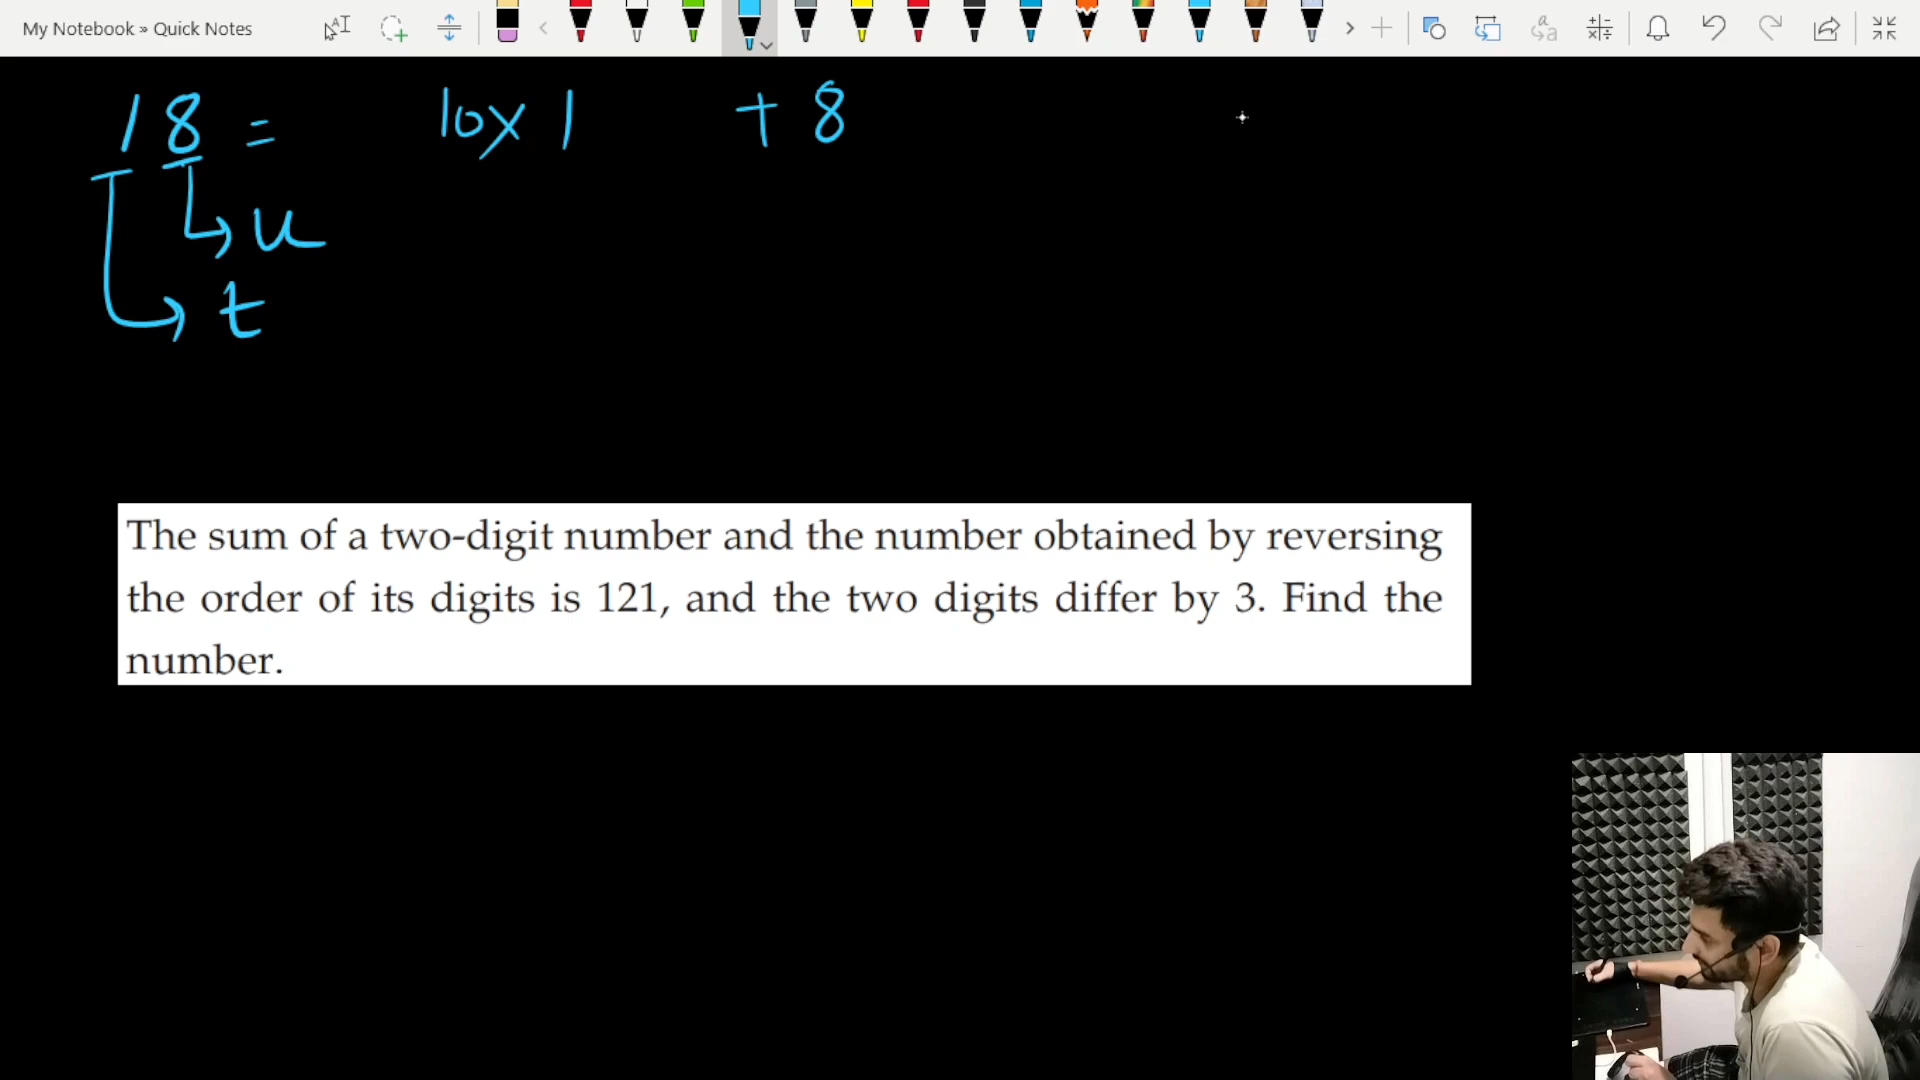 My Notebook » Quick Notes
18 = 10x1 + 8
u
t
The sum of a two-digit number and the number obtained by reversing
the order of its digits is 121, and the two digits differ by 3. Find the
number.